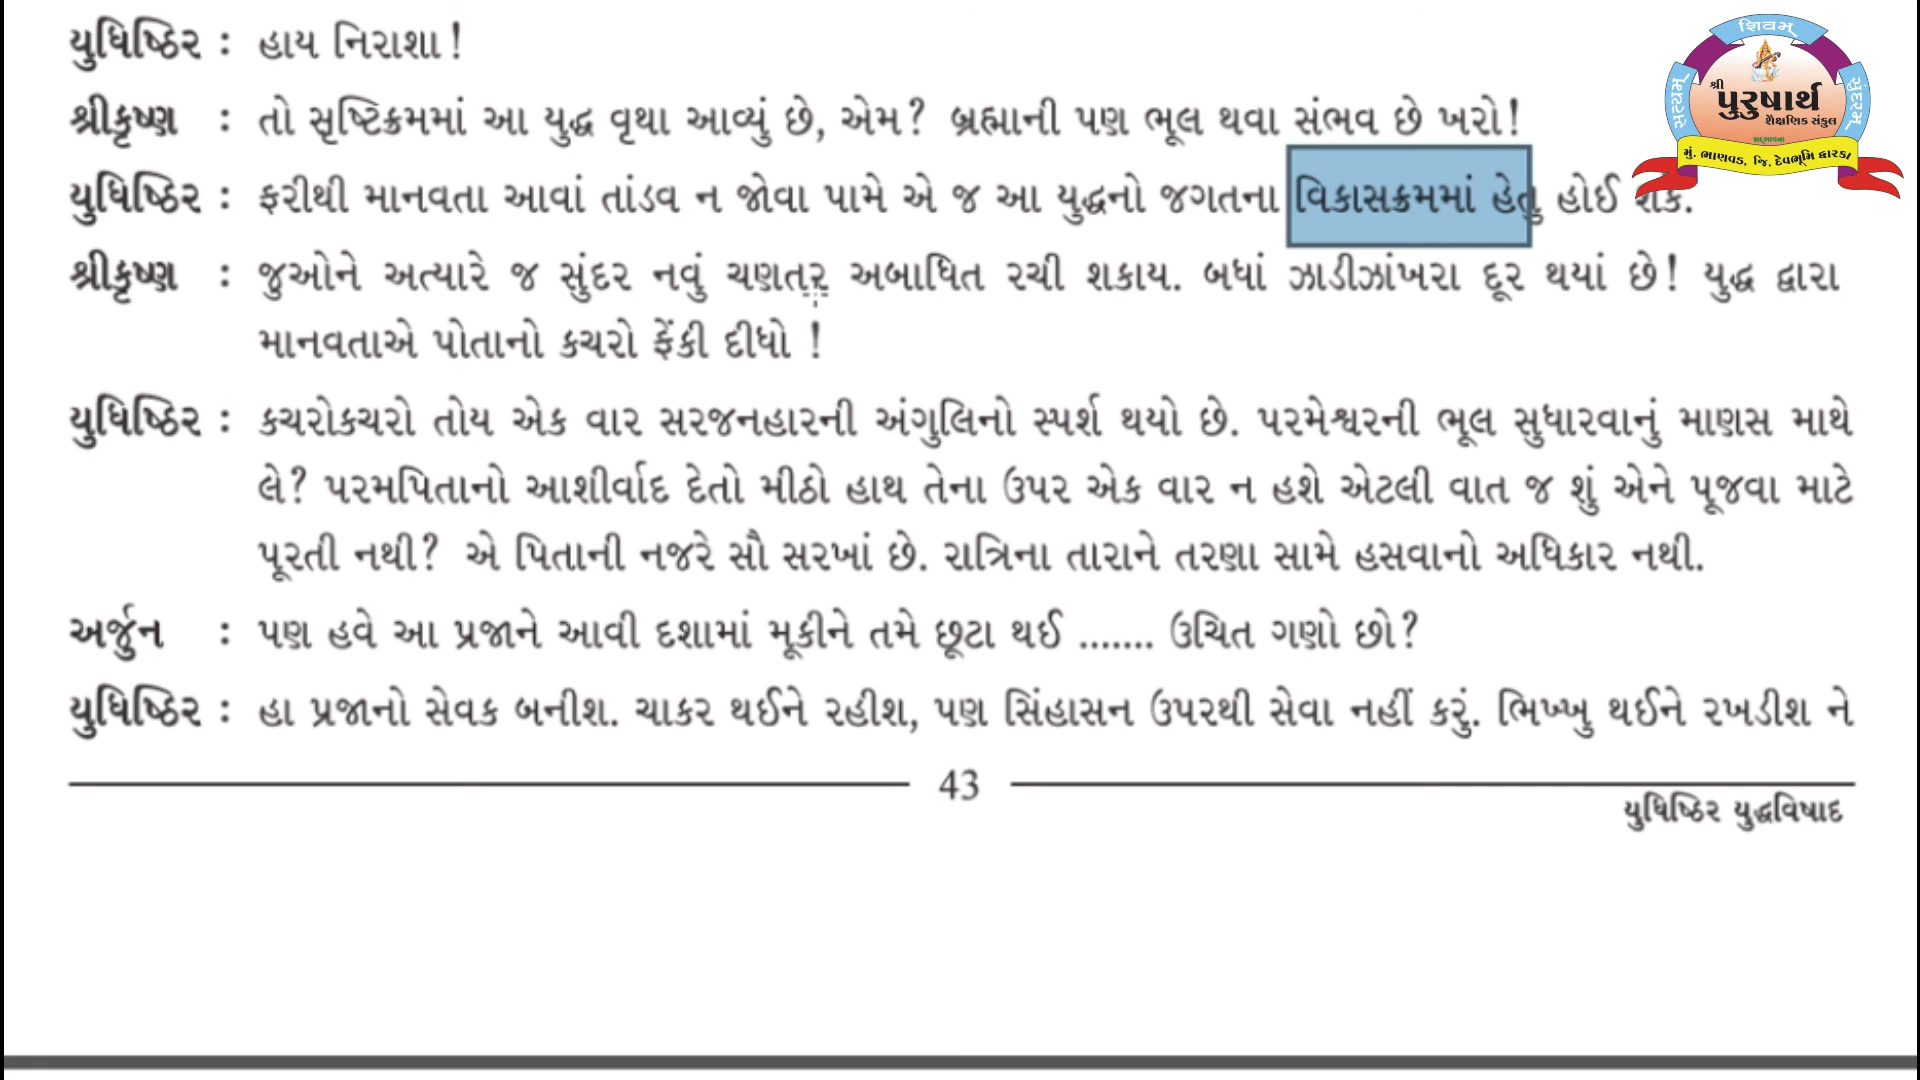 યુધિષ્ઠિર : હાય નિરાશા !
શ્રીકૃષ્ણ : તો સૃષ્ટિક્રમમાં આ યુદ્ધ વૃથા આવ્યું છે, એમ? બ્રહ્માની પણ ભૂલ થવા સંભવ છે ખરો!
યુધિષ્ઠિર : ફરીથી માનવતા આવાં તાંડવ ન જોવા પામે એ જ આ યુદ્ધનો જગતના વિકાસક્રમમાં હેતુ હોઈ શકે.
શ્રીકૃષ્ણ : જુઓને અત્યારે જ સુંદર નવું ચણતર અબાધિત રચી શકાય. બધાં ઝાડીઝાંખરા દૂર થયાં છે! યુદ્ધ દ્વારા
માનવતાએ પોતાનો કચરો ફેંકી દીધો !
યુધિષ્ઠિર : કચરોકચરો તોય એક વાર સરજનહારની અંગુલિનો સ્પર્શ થયો છે. પરમેશ્વરની ભૂલ સુધારવાનું માણસ માથે
લે? પરમપિતાનો આશીર્વાદ દેતો મીઠો હાથ તેના ઉપર એક વાર ન હશે એટલી વાત જ શું એને પૂજવા માટે
પૂરતી નથી? એ પિતાની નજરે સૌ સરખાં છે. રાત્રિના તારાને તરણા સામે હસવાનો અધિકાર નથી.
અર્જુન : પણ હવે આ પ્રજાને આવી દશામાં મૂકીને તમે છૂટા થઈ ....... ઉચિત ગણો છો?
યુધિષ્ઠિર : હા પ્રજાનો સેવક બનીશ. ચાકર થઈને રહીશ, પણ સિંહાસન ઉપરથી સેવા નહીં કરું. ભિખ્ખુ થઈને રખડીશ ને
43
યુધિષ્ઠિર યુદ્ધવિષાદ
સત્યમ્
શિવમ્
સુંદરમ્
શ્રી
પુરુષાર્થ
શૈક્ષણિક સંકુલ
સદ્ભાવના
મું. ભાણવડ, જિ. દેવભૂમિ દ્વારકા